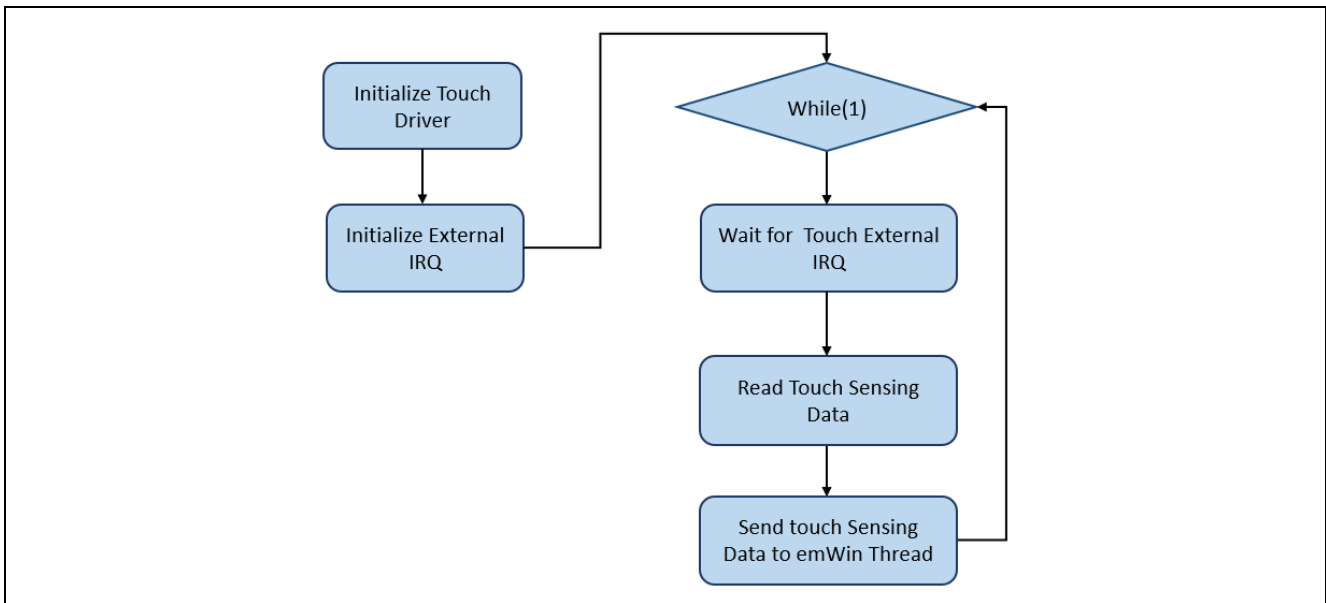 Initialize Touch
Driver
Initialize External
IRQ
While(1)
Wait for  Touch External
IRQ
Read Touch Sensing
Data
Send touch Sensing
Data to emWin Thread